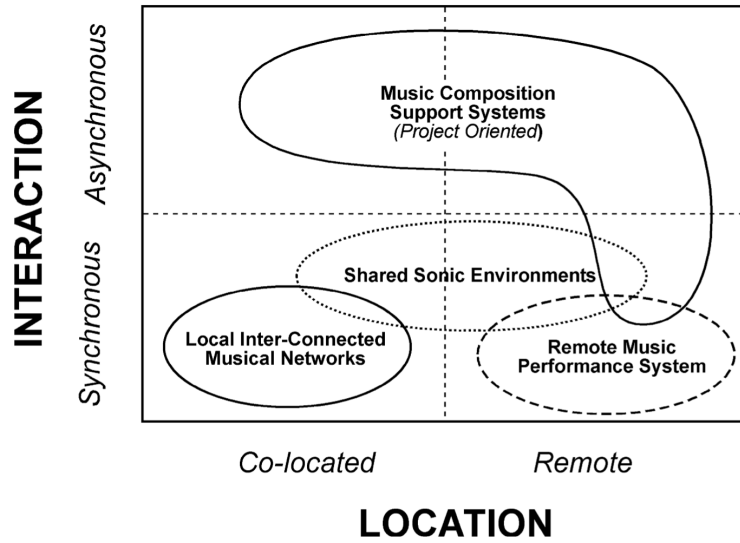 INTERACTION
Asynchronous
Synchronous
Music Composition
Support Systems
(Project Oriented)
Shared Sonic Environments
Local Inter-Connected
Musical Networks
Remote Music
Performance System
Co-located
Remote
LOCATION